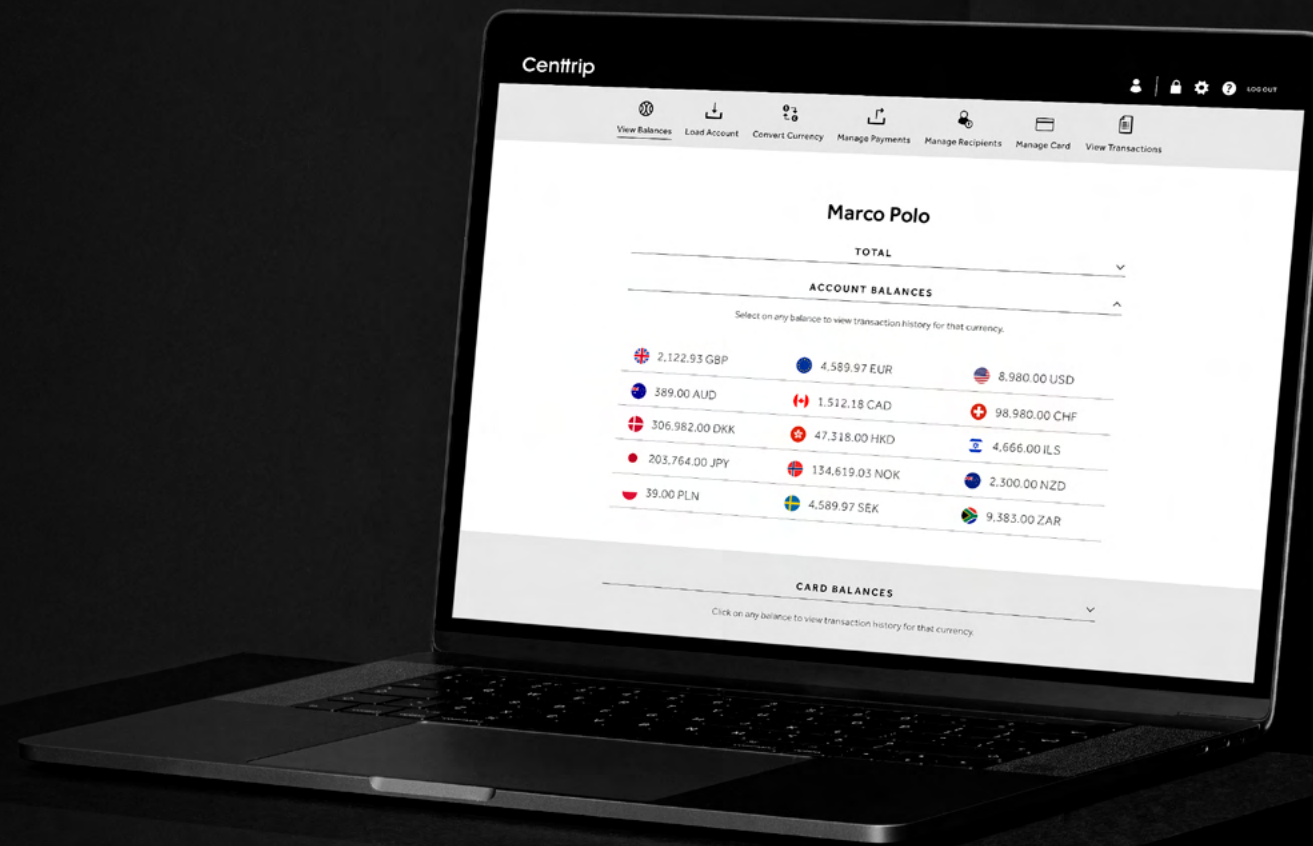 Centtrip
LOG OUT
View Balances
Load Account
Convert Currency
Manage Payments
Manage Recipients
Manage Card
View Transactions
Marco Polo
TOTAL
ACCOUNT BALANCES
Select on any balance to view transaction history for that currency.
2,122.93 GBP
4,589.97 EUR
8,980.00 USD
389.00 AUD
1,512.18 CAD
98,980.00 CHF
306,982.00 DKK
47,318.00 HKD
4,666.00 ILS
203,764.00 JPY
134,619.03 NOK
2,300.00 NZD
39.00 PLN
4,589.97 SEK
9,383.00 ZAR
CARD BALANCES
Click on any balance to view transaction history for that currency.